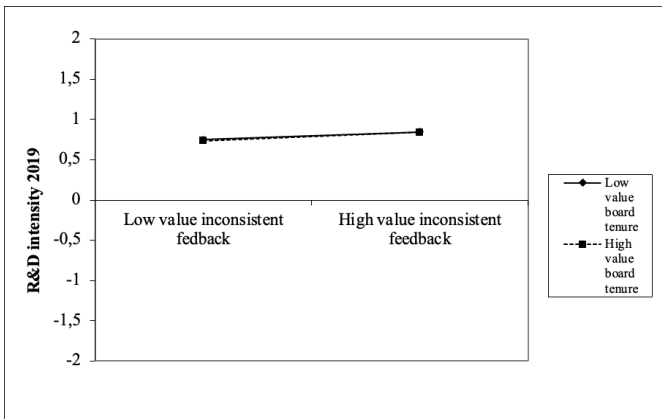 2
1,5
1
0,5
0
-0,5
-1
-1,5
-2
R&D intensity 2019
Low value inconsistent
fedback
High value inconsistent
feedback
Low
value
board
tenure
High
value
board
tenure